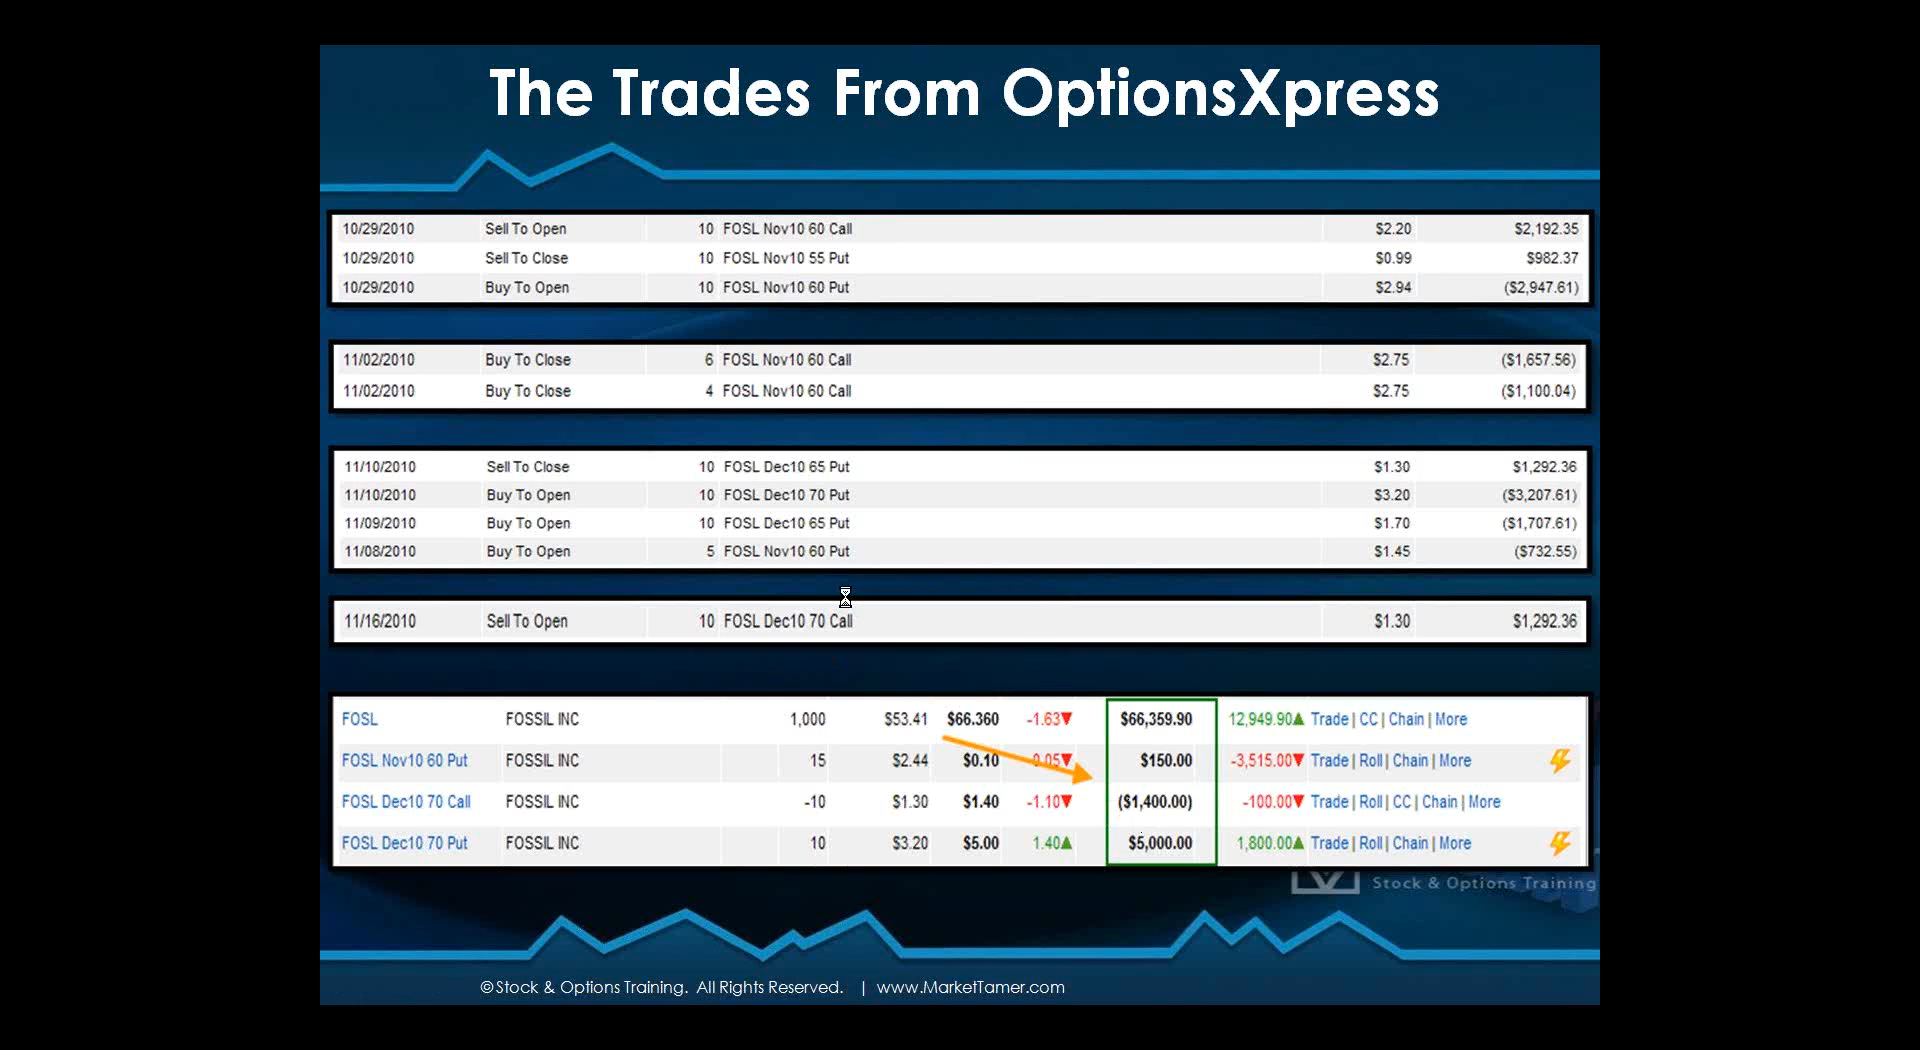 The Trades From OptionsXpress
10/29/2010 Sell To Open 10 FOSL Nov10 60 Call $2.20 $2,192.35
10/29/2010 Sell To Close 10 FOSL Nov10 55 Put $0.99 $982.37
10/29/2010 Buy To Open 10 FOSL Nov10 60 Put $2.94 ($2,947.61)
11/02/2010 Buy To Close 6 FOSL Nov10 60 Call $2.75 ($1,657.56)
11/02/2010 Buy To Close 4 FOSL Nov10 60 Call $2.75 ($1,100.04)
11/10/2010 Sell To Close 10 FOSL Dec10 65 Put $1.30 $1,292.36
11/10/2010 Buy To Open 10 FOSL Dec10 70 Put $3.20 ($3,207.61)
11/09/2010 Buy To Open 10 FOSL Dec10 65 Put $1.70 ($1,707.61)
11/08/2010 Buy To Open 5 FOSL Nov10 60 Put $1.45 ($732.55)
11/16/2010 Sell To Open 10 FOSL Dec10 70 Call $1.30 $1,292.36
FOSL FOSSIL INC 1,000 $53.41 $66.360 -1.63 $66,359.90 12,949.90 Trade | CC | Chain | More
FOSL Nov10 60 Put FOSSIL INC 15 $2.44 $0.10 $150.00 -3,515.00 Trade | Roll | Chain | More
FOSL Dec10 70 Call FOSSIL INC -10 $1.30 $1.40 -1.10 ($1,400.00) -100.00 Trade | Roll | CC | Chain | More
FOSL Dec10 70 Put FOSSIL INC 10 $3.20 $5.00 1.40 $5,000.00 1,800.00 Trade | Roll | Chain | More
Stock & Options Training
©Stock & Options Training. All Rights Reserved. | www.MarketTamer.com